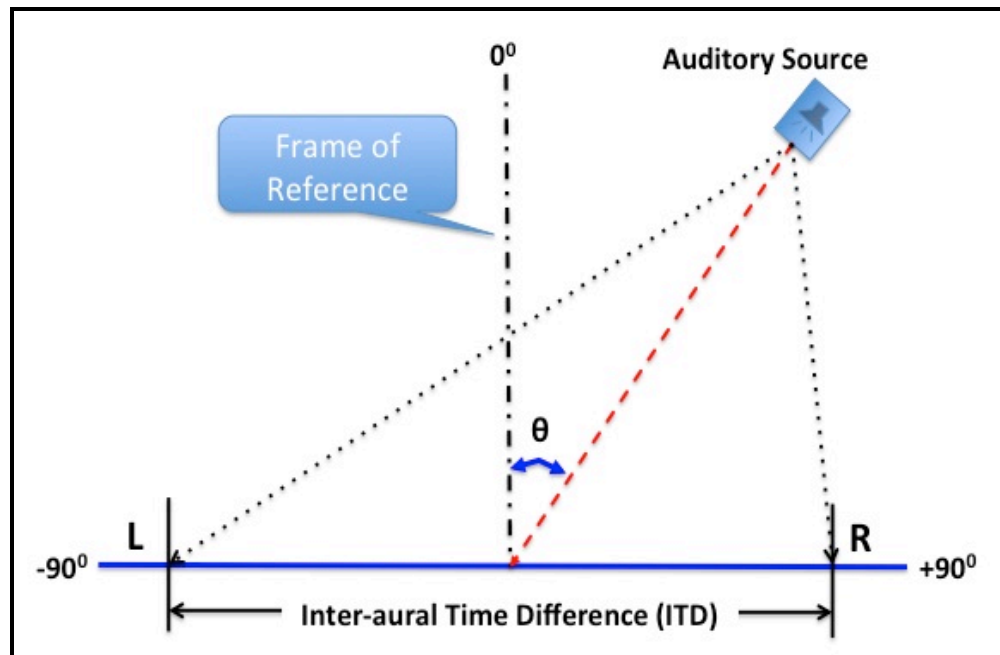 0⁰
Auditory Source
Frame of
Reference
θ
L
R
-90⁰
+90⁰
Inter-aural Time Difference (ITD)